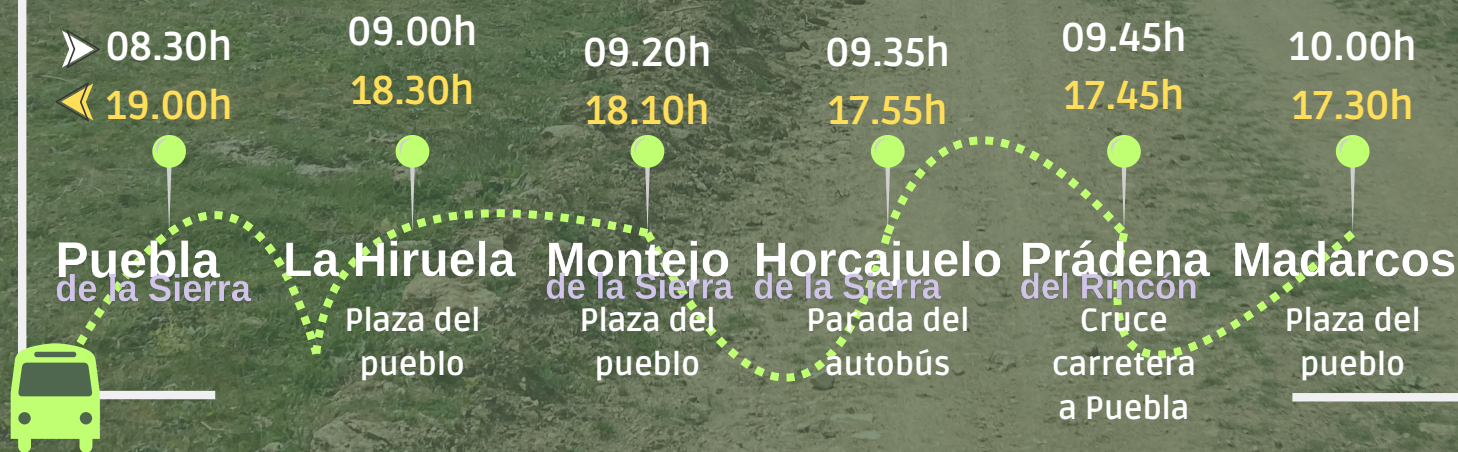 08.30h
19.00h
09.00h
18.30h
09.20h
18.10h
09.35h
17.55h
09.45h
17.45h
10.00h
17.30h
Puebla
de la Sierra
La Hiruela
Plaza del
pueblo
Montejo
de la Sierra
Plaza del
pueblo
Horcajuelo
de la Sierra
Parada del
autobús
Prádena
del Rincón
Cruce
carretera
a Puebla
Madarcos
Plaza del
pueblo